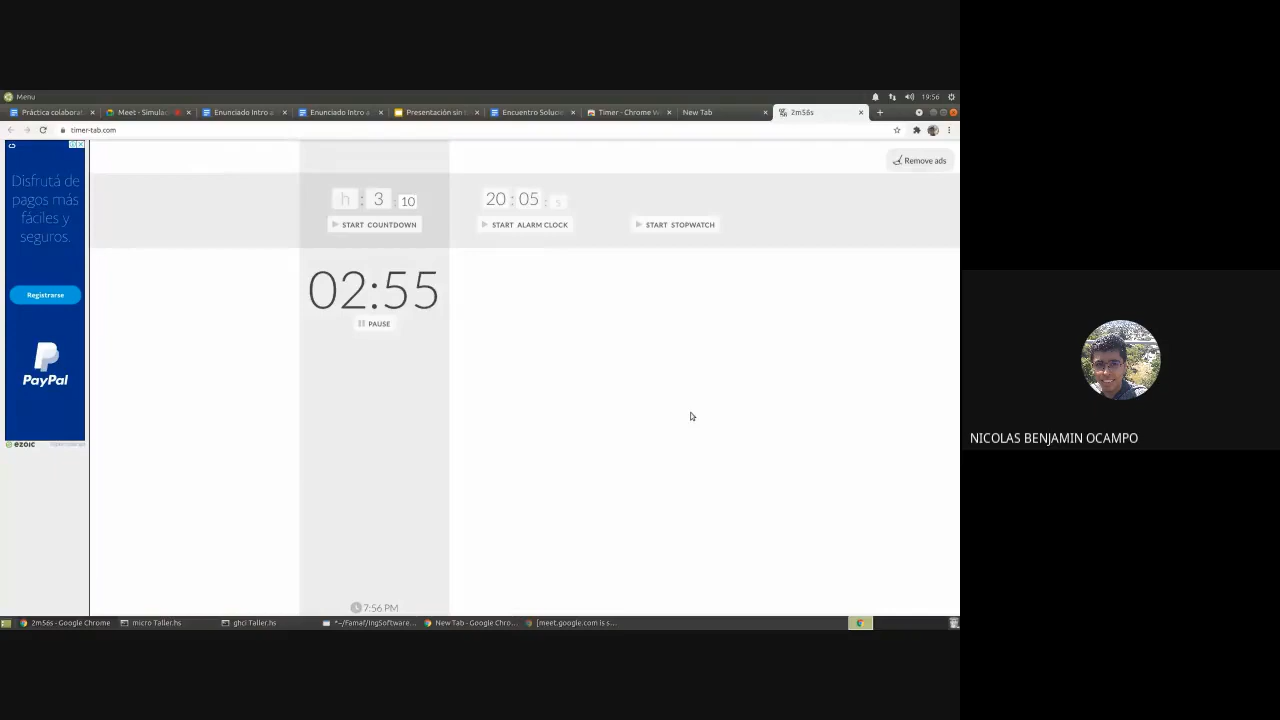 Menu
19:56
Práctica colaborat
Meet - Simulac
Enunciado Intro a
Enunciado Intro a
Presentación sin t
Encuentro Soluci
Timer - Chrome W
New Tab
2m56s
timer-tab.com
Disfrutá de
pagos más
fáciles y
seguros.
Registrarse
PayPal
ezoic
Remove ads
h : 3 : 10
START COUNTDOWN
20 : 05 : s
START ALARM CLOCK
START STOPWATCH
02:55
PAUSE
7:56 PM
NICOLAS BENJAMIN OCAMPO
2m56s - Google Chrome
micro Taller.hs
ghci Taller.hs
*~/Famaf/IngSoftware...
New Tab - Google Chro...
[meet.google.com is s...